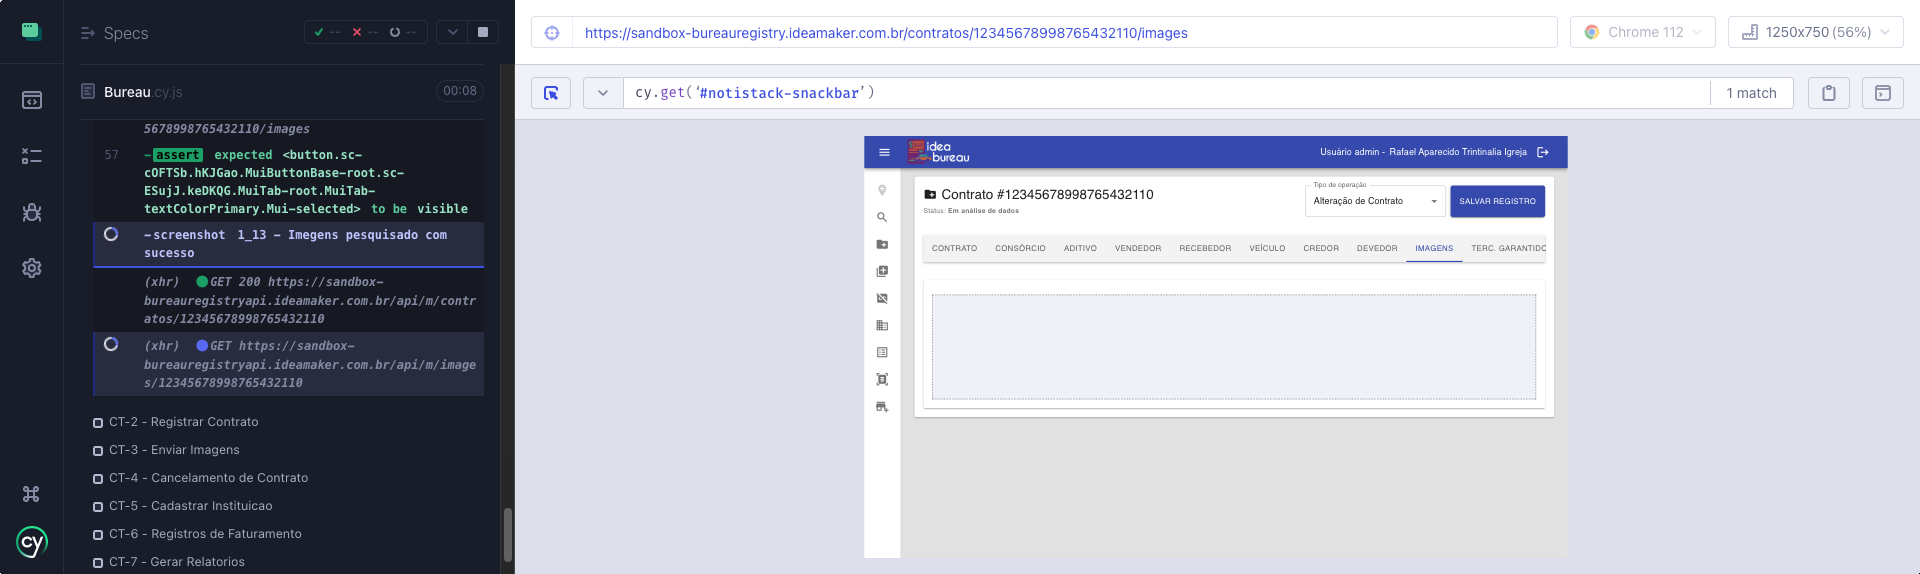 Specs
-- -- --
https://sandbox-bureauregistry.ideamaker.com.br/contratos/12345678998765432110/images
Chrome 112
1250x750 (56%)
Bureau.cy.js
00:08
cy.get(‘#notistack-snackbar’)
1 match
5678998765432110/images
57
-assert expected <button.sc-
cOFTSb.hKJGao.MuiButtonBase-root.sc-
ESujJ.keDKQG.MuiTab-root.MuiTab-
textColorPrimary.Mui-selected> to be visible
-screenshot 1_13 - Imegens pesquisado com
sucesso
(xhr) GET 200 https://sandbox-
bureauregistryapi.ideamaker.com.br/api/m/contr
atos/12345678998765432110
(xhr) GET https://sandbox-
bureauregistryapi.ideamaker.com.br/api/m/image
s/12345678998765432110
CT-2 - Registrar Contrato
CT-3 - Enviar Imagens
CT-4 - Cancelamento de Contrato
CT-5 - Cadastrar Instituicao
CT-6 - Registros de Faturamento
CT-7 - Gerar Relatorios
cy
idea
bureau
Usuário admin - Rafael Aparecido Trintinalia Igreja
Contrato #12345678998765432110
Status: Em análise de dados
Tipo de operação
Alteração de Contrato
SALVAR REGISTRO
CONTRATO CONSÓRCIO ADITIVO VENDEDOR RECEBEDOR VEÍCULO CREDOR DEVEDOR IMAGENS TERC. GARANTIDO